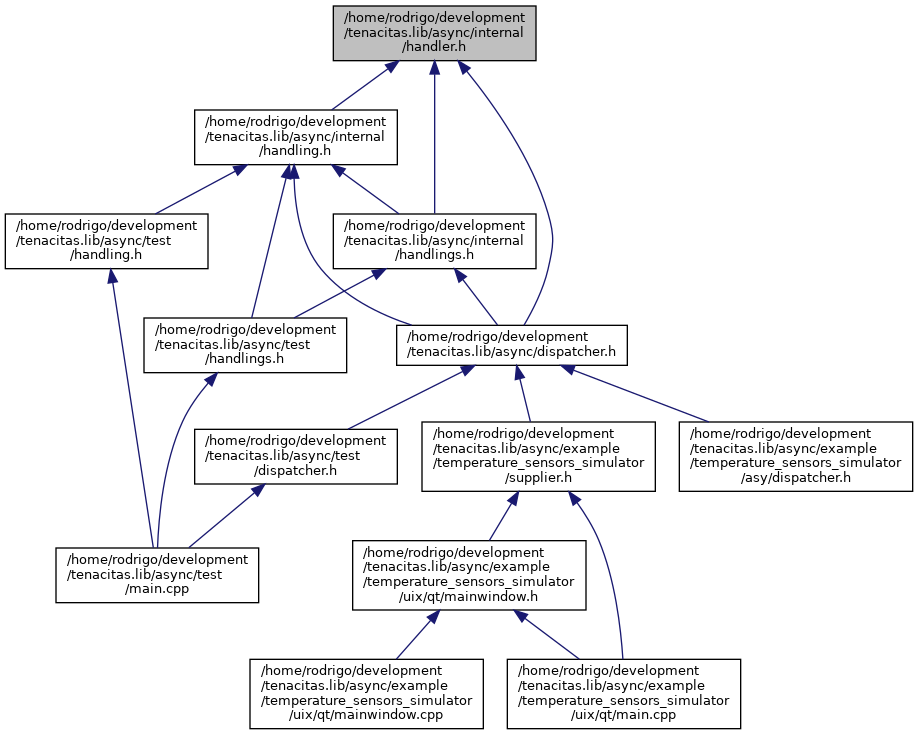 /home/rodrigo/development
/tenacitas.lib/async/internal
/handler.h
/home/rodrigo/development
/tenacitas.lib/async/internal
/handling.h
/home/rodrigo/development
/tenacitas.lib/async/test
/handling.h
/home/rodrigo/development
/tenacitas.lib/async/internal
/handlings.h
/home/rodrigo/development
/tenacitas.lib/async/test
/handlings.h
/home/rodrigo/development
/tenacitas.lib/async/dispatcher.h
/home/rodrigo/development
/tenacitas.lib/async/test
/dispatcher.h
/home/rodrigo/development
/tenacitas.lib/async/example
/temperature_sensors_simulator
/supplier.h
/home/rodrigo/development
/tenacitas.lib/async/example
/temperature_sensors_simulator
/asy/dispatcher.h
/home/rodrigo/development
/tenacitas.lib/async/test
/main.cpp
/home/rodrigo/development
/tenacitas.lib/async/example
/temperature_sensors_simulator
/uix/qt/mainwindow.h
/home/rodrigo/development
/tenacitas.lib/async/example
/temperature_sensors_simulator
/uix/qt/mainwindow.cpp
/home/rodrigo/development
/tenacitas.lib/async/example
/temperature_sensors_simulator
/uix/qt/main.cpp